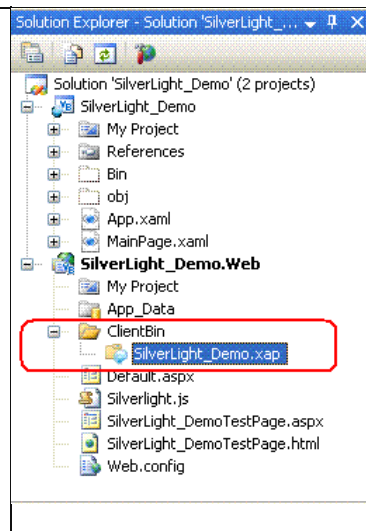 Solution Explorer - Solution 'SilverLight_...
Solution 'SilverLight_Demo' (2 projects)
SilverLight_Demo
My Project
References
Bin
obj
App.xaml
MainPage.xaml
SilverLight_Demo.Web
My Project
App_Data
ClientBin
SilverLight_Demo.xap
Default.aspx
Silverlight.js
SilverLight_DemoTestPage.aspx
SilverLight_DemoTestPage.html
Web.config